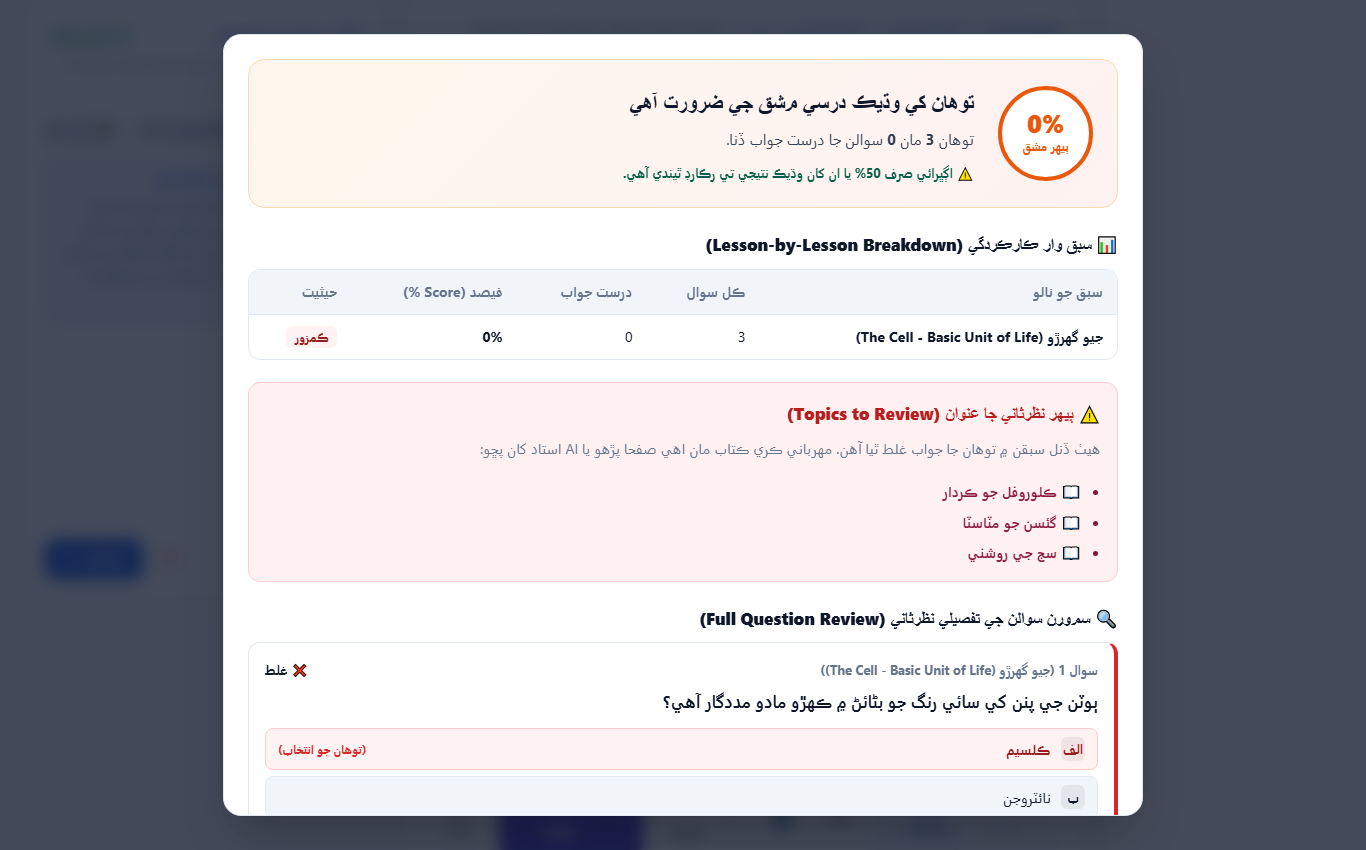 0%
ٻيهر مشق
توهان کي وڌيڪ درسي مشق جي ضرورت آهي
توهان 3 مان 0 سوالن جا درست جواب ڏنا.
⚠️ اڳيرائي صرف 50% يا ان کان وڌيڪ نتيجي تي رڪارڊ ٿيندي آهي.
📊 سبق وار ڪارڪردگي (Lesson-by-Lesson Breakdown)
سبق جو نالو ڪل سوال درست جواب فيصد (Score %) حيثيت
جيو گهرڙو (The Cell - Basic Unit of Life) 3 0 0% ڪمزور
⚠️ ٻيهر نظرثاني جا عنوان (Topics to Review)
هيٺ ڏنل سبقن ۾ توهان جا جواب غلط ٿيا آهن. مهرباني ڪري ڪتاب مان اهي صفحا پڙهو يا AI استاد کان پڇو:
• 📖 ڪلوروفل جو ڪردار
• 📖 گئسن جو مٽاسٽا
• 📖 سج جي روشني
🔍 سمورن سوالن جي تفصيلي نظرثاني (Full Question Review)
سوال 1 (جيو گهرڙو (The Cell - Basic Unit of Life))
❌ غلط
ٻوٽن جي پنن کي سائي رنگ جو بڻائڻ ۾ ڪهڙو مادو مددگار آهي؟
الف ڪلسيم (توهان جو انتخاب)
ب نائٽروجن